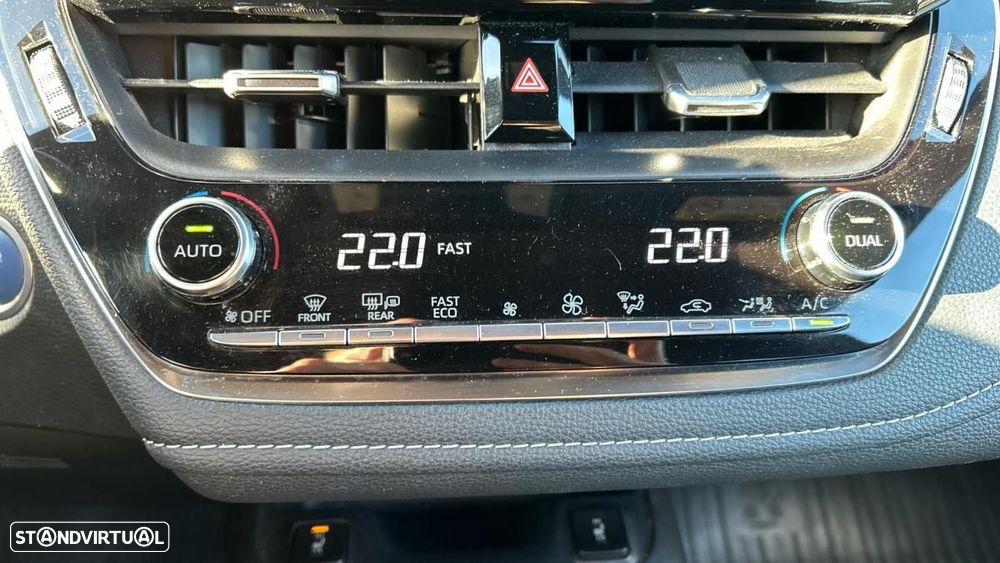 AUTO
22.0 FAST
22.0
DUAL
OFF
FRONT
REAR
FAST
ECO
A/C
STANDVIRTUAL